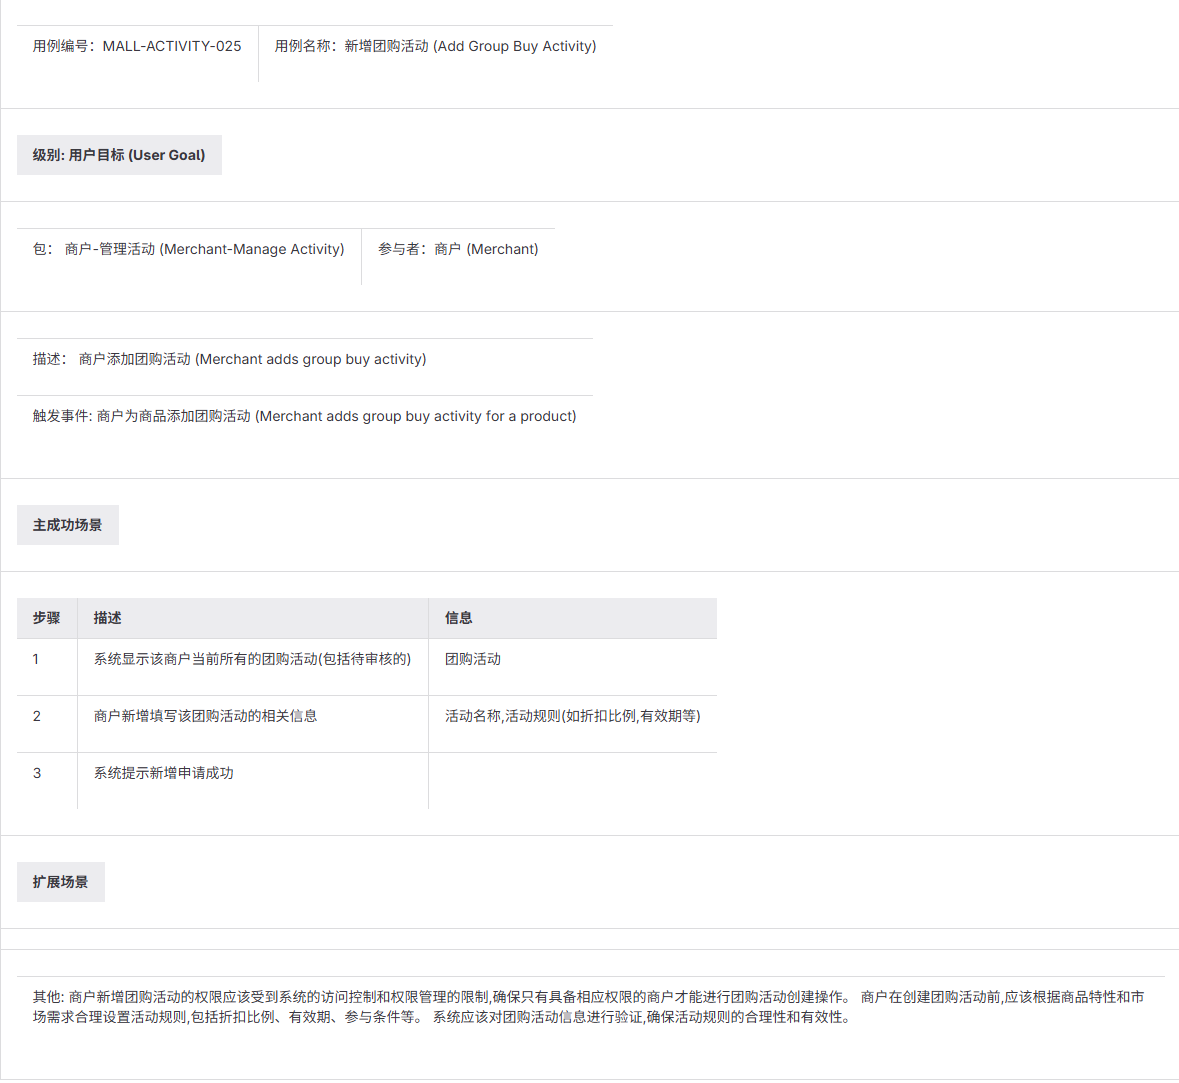 用例编号：MALL-ACTIVITY-025
用例名称：新增团购活动 (Add Group Buy Activity)
级别: 用户目标 (User Goal)
包： 商户-管理活动 (Merchant-Manage Activity)
参与者：商户 (Merchant)
描述： 商户添加团购活动 (Merchant adds group buy activity)
触发事件: 商户为商品添加团购活动 (Merchant adds group buy activity for a product)
主成功场景
步骤 描述 信息
1 系统显示该商户当前所有的团购活动(包括待审核的) 团购活动
2 商户新增填写该团购活动的相关信息 活动名称,活动规则(如折扣比例,有效期等)
3 系统提示新增申请成功
扩展场景
其他: 商户新增团购活动的权限应该受到系统的访问控制和权限管理的限制,确保只有具备相应权限的商户才能进行团购活动创建操作。 商户在创建团购活动前,应该根据商品特性和市
场需求合理设置活动规则,包括折扣比例、有效期、参与条件等。 系统应该对团购活动信息进行验证,确保活动规则的合理性和有效性。